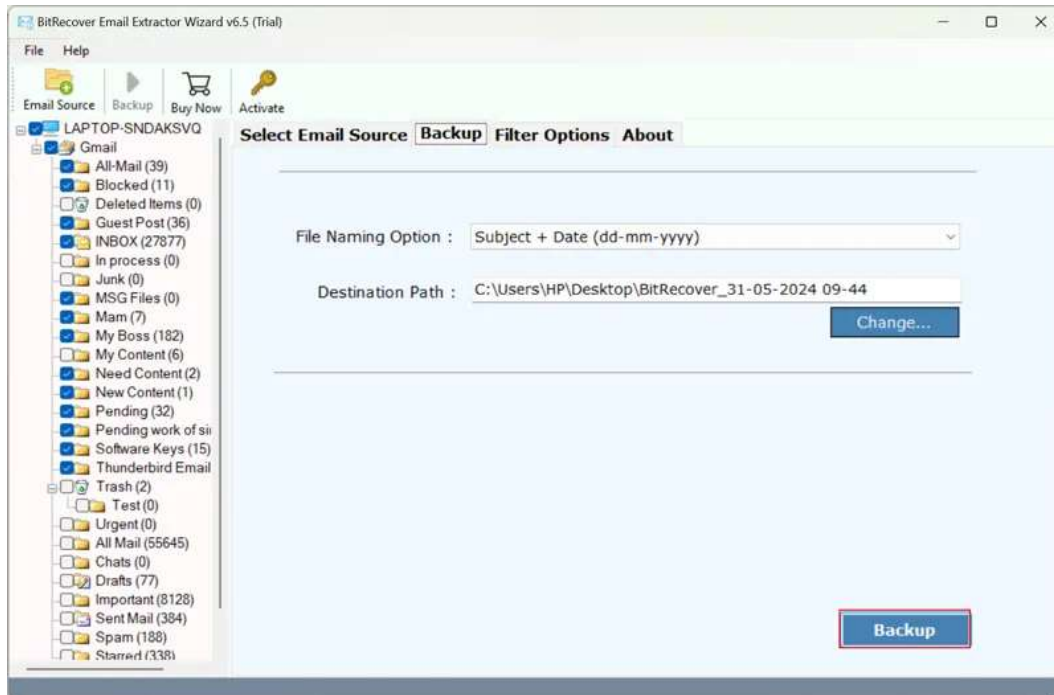 BitRecover Email Extractor Wizard v6.5 (Trial)
File Help
Email Source Backup Buy Now Activate
LAPTOP-SNDAKSVQ
Gmail
All-Mail (39)
Blocked (11)
Deleted Items (0)
Guest Post (36)
INBOX (27877)
In process (0)
Junk (0)
MSG Files (0)
Mam (7)
My Boss (182)
My Content (6)
Need Content (2)
New Content (1)
Pending (32)
Pending work of si
Software Keys (15)
Thunderbird Email
Trash (2)
Test (0)
Urgent (0)
All Mail (55645)
Chats (0)
Drafts (77)
Important (8128)
Sent Mail (384)
Spam (188)
Starred (338)
Select Email Source Backup Filter Options About
File Naming Option : Subject + Date (dd-mm-yyyy)
Destination Path : C:\Users\HP\Desktop\BitRecover_31-05-2024 09-44
Change...
Backup